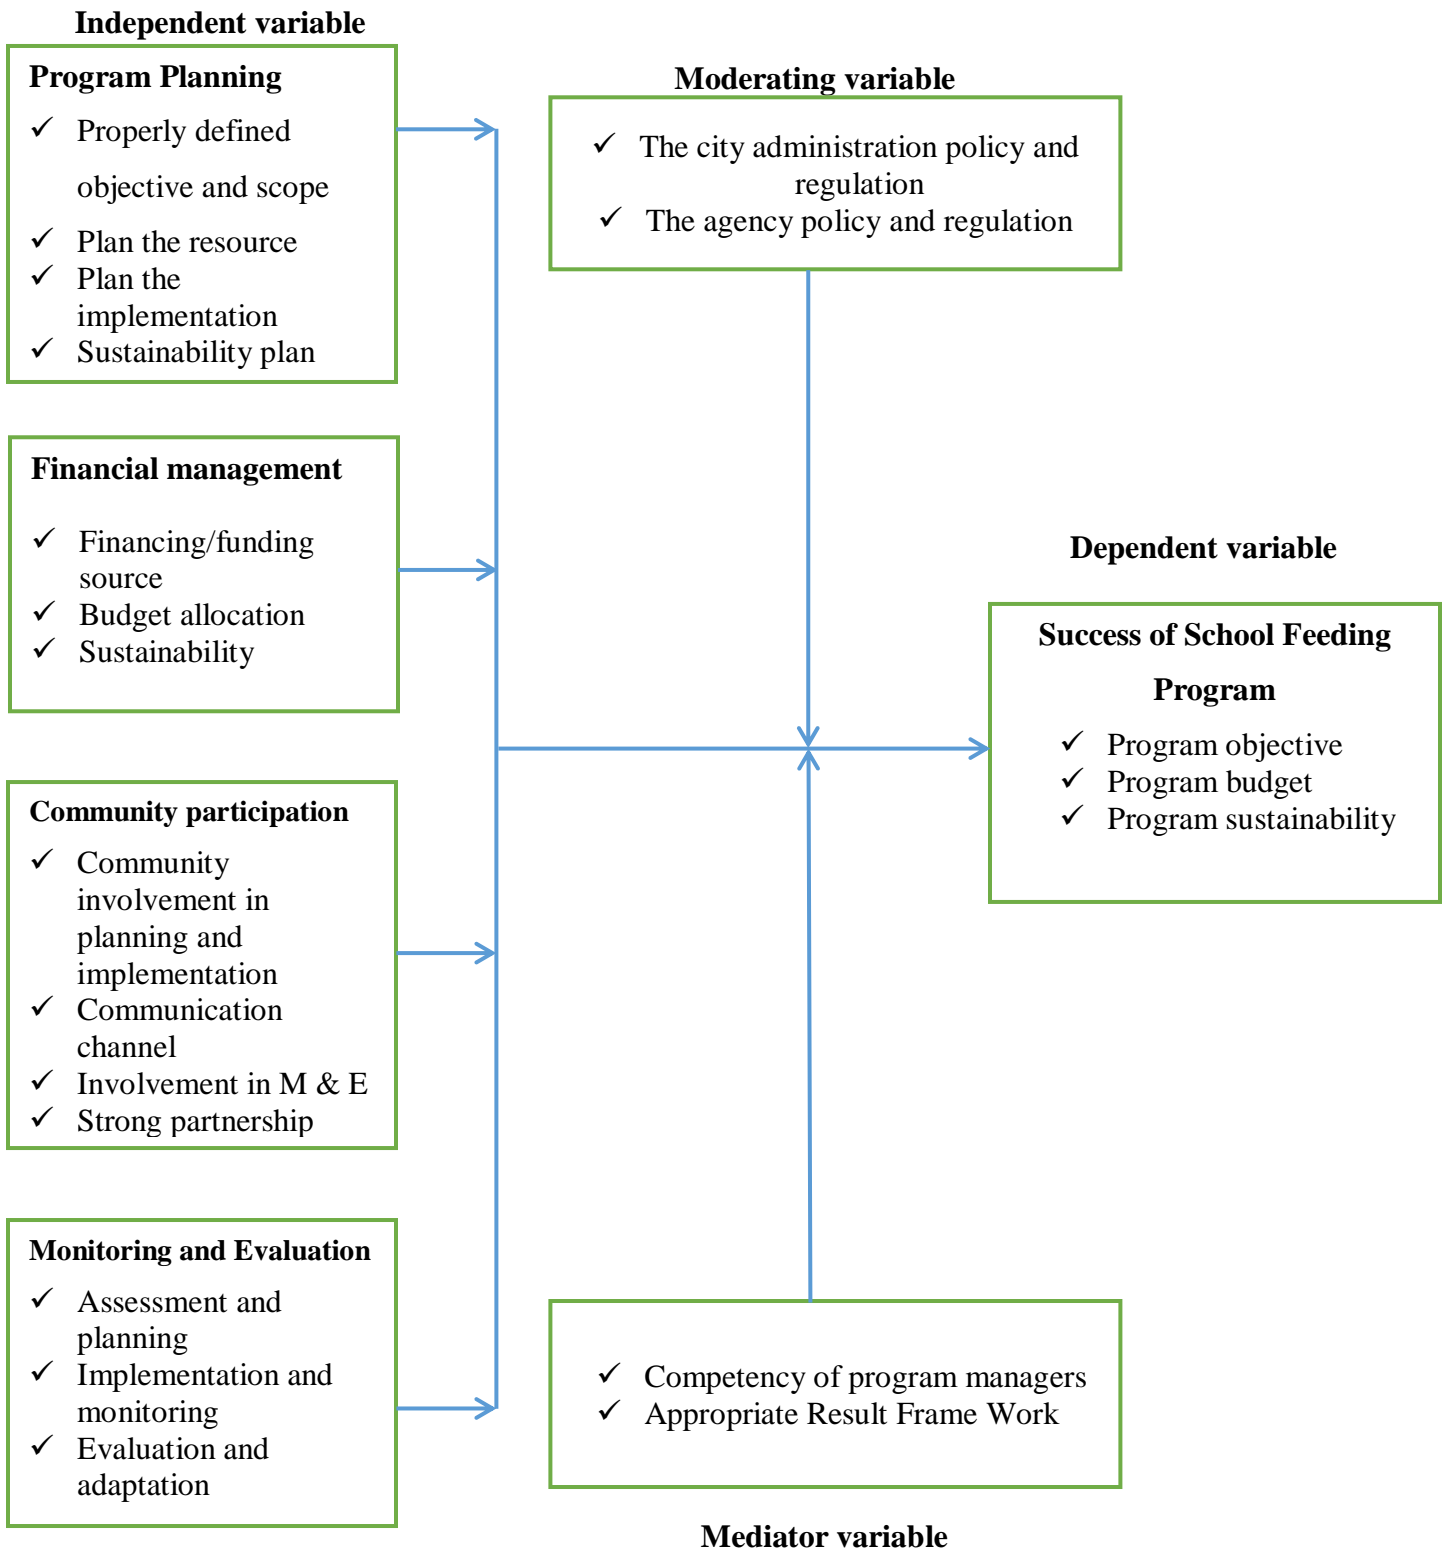 Independent variable
Program Planning
✓ Properly defined
objective and scope
✓ Plan the resource
✓ Plan the
implementation
✓ Sustainability plan
Financial management
✓ Financing/funding
source
✓ Budget allocation
✓ Sustainability
Community participation
✓ Community
involvement in
planning and
implementation
✓ Communication
channel
✓ Involvement in M & E
✓ Strong partnership
Monitoring and Evaluation
✓ Assessment and
planning
✓ Implementation and
monitoring
✓ Evaluation and
adaptation
Moderating variable
✓ The city administration policy and
regulation
✓ The agency policy and regulation
Dependent variable
Success of School Feeding
Program
✓ Program objective
✓ Program budget
✓ Program sustainability
✓ Competency of program managers
✓ Appropriate Result Frame Work
Mediator variable